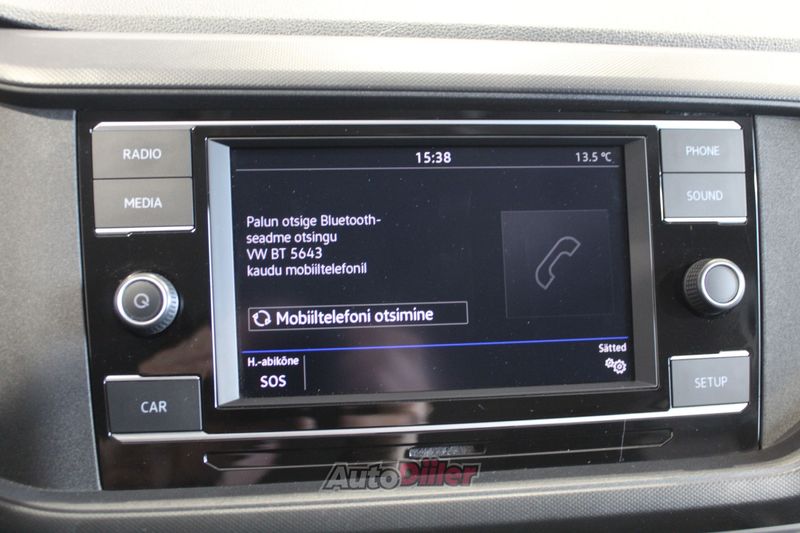 RADIO
MEDIA
CAR
15:38
13.5 °C
Palun otsige Bluetooth-
seadme otsingu
VW BT 5643
kaudu mobiiltelefonil
Mobiiltelefoni otsimine
H.-abikõne
SOS
Sätted
PHONE
SOUND
SETUP
AutoDiller